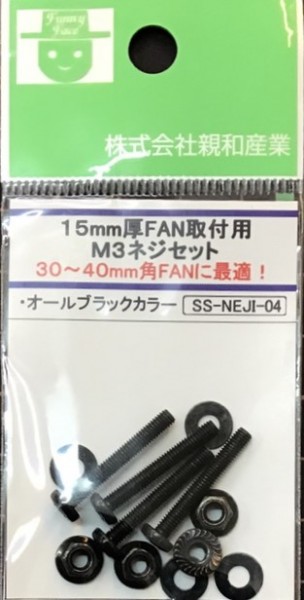 Funny
Face
株式会社親和産業
15mm厚FAN取付用
M3ネジセット
30～40mm角FANに最適！
・オールブラックカラー SS-NEJI-04